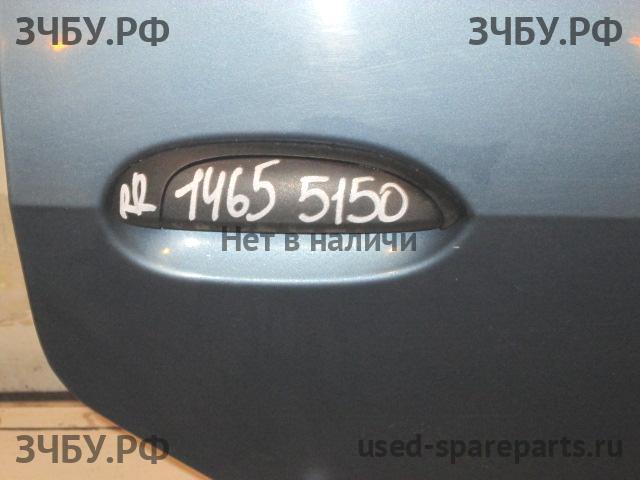 ЗЧБУ.РФ ЗЧБУ.РФ
RR 1465 5150
Нет в наличи
ЗЧБУ.РФ used-spareparts.ru